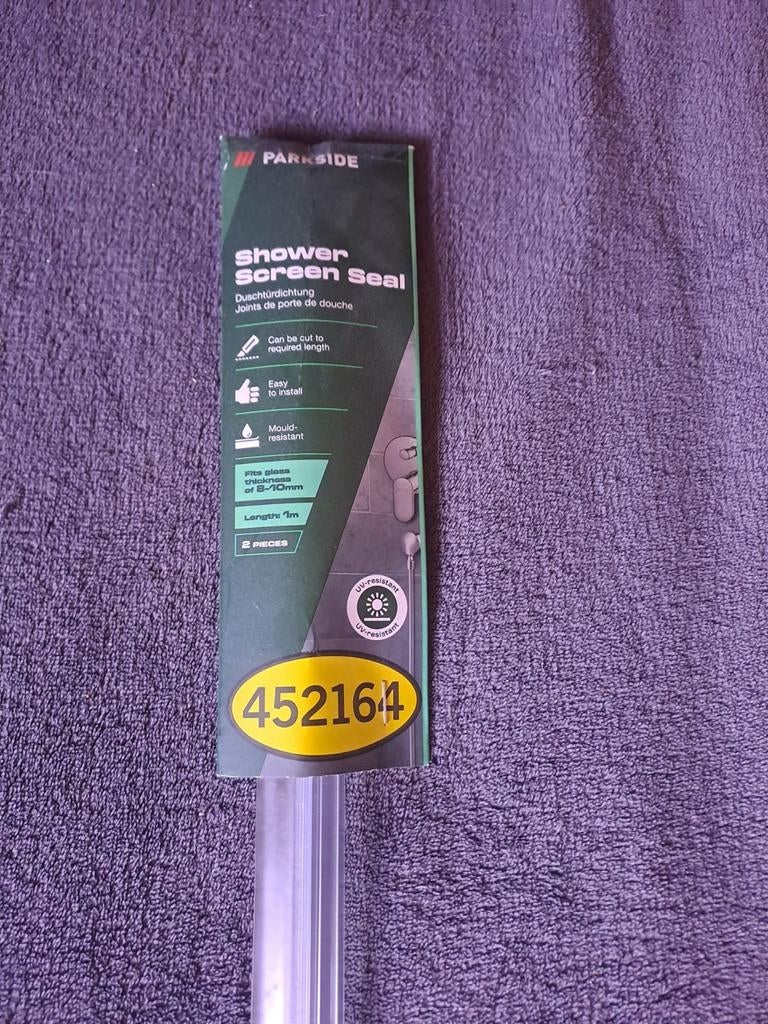 PARKSIDE
Shower
Screen Seal
Duschtürdichtung
Joints de porte de douche
Can be cut to
required length
Easy
to install
Mould-
resistant
Fits glass
thickness
of 8-10mm
Length: 1m
2 PIECES
UV-resistant
UV-resistant
452164